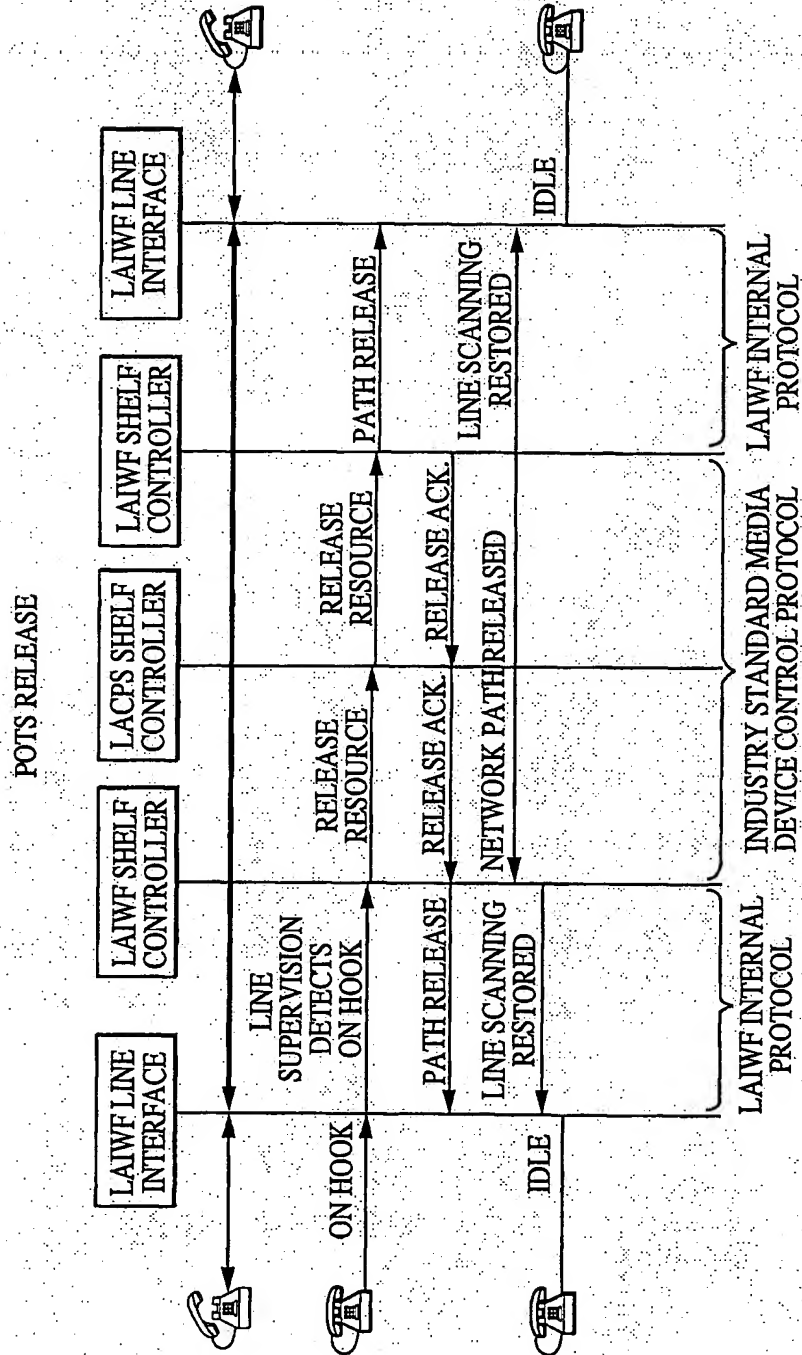 POTS RELEASE
LAIWF LINE
INTERFACE
LAIWF SHELF
CONTROLLER
LACPS SHELF
CONTROLLER
LAIWF SHELF
CONTROLLER
LAIWF LINE
INTERFACE
ON HOOK
LINE
SUPERVISION
DETECTS
ON HOOK
RELEASE
RESOURCE
RELEASE
RESOURCE
PATH RELEASE
PATH RELEASE
RELEASE ACK.
RELEASE ACK.
LINE SCANNING
RESTORED
NETWORK PATH RELEASED
LINE SCANNING
RESTORED
IDLE
IDLE
LAIWF INTERNAL
PROTOCOL
INDUSTRY STANDARD MEDIA
DEVICE CONTROL PROTOCOL
LAIWF INTERNAL
PROTOCOL